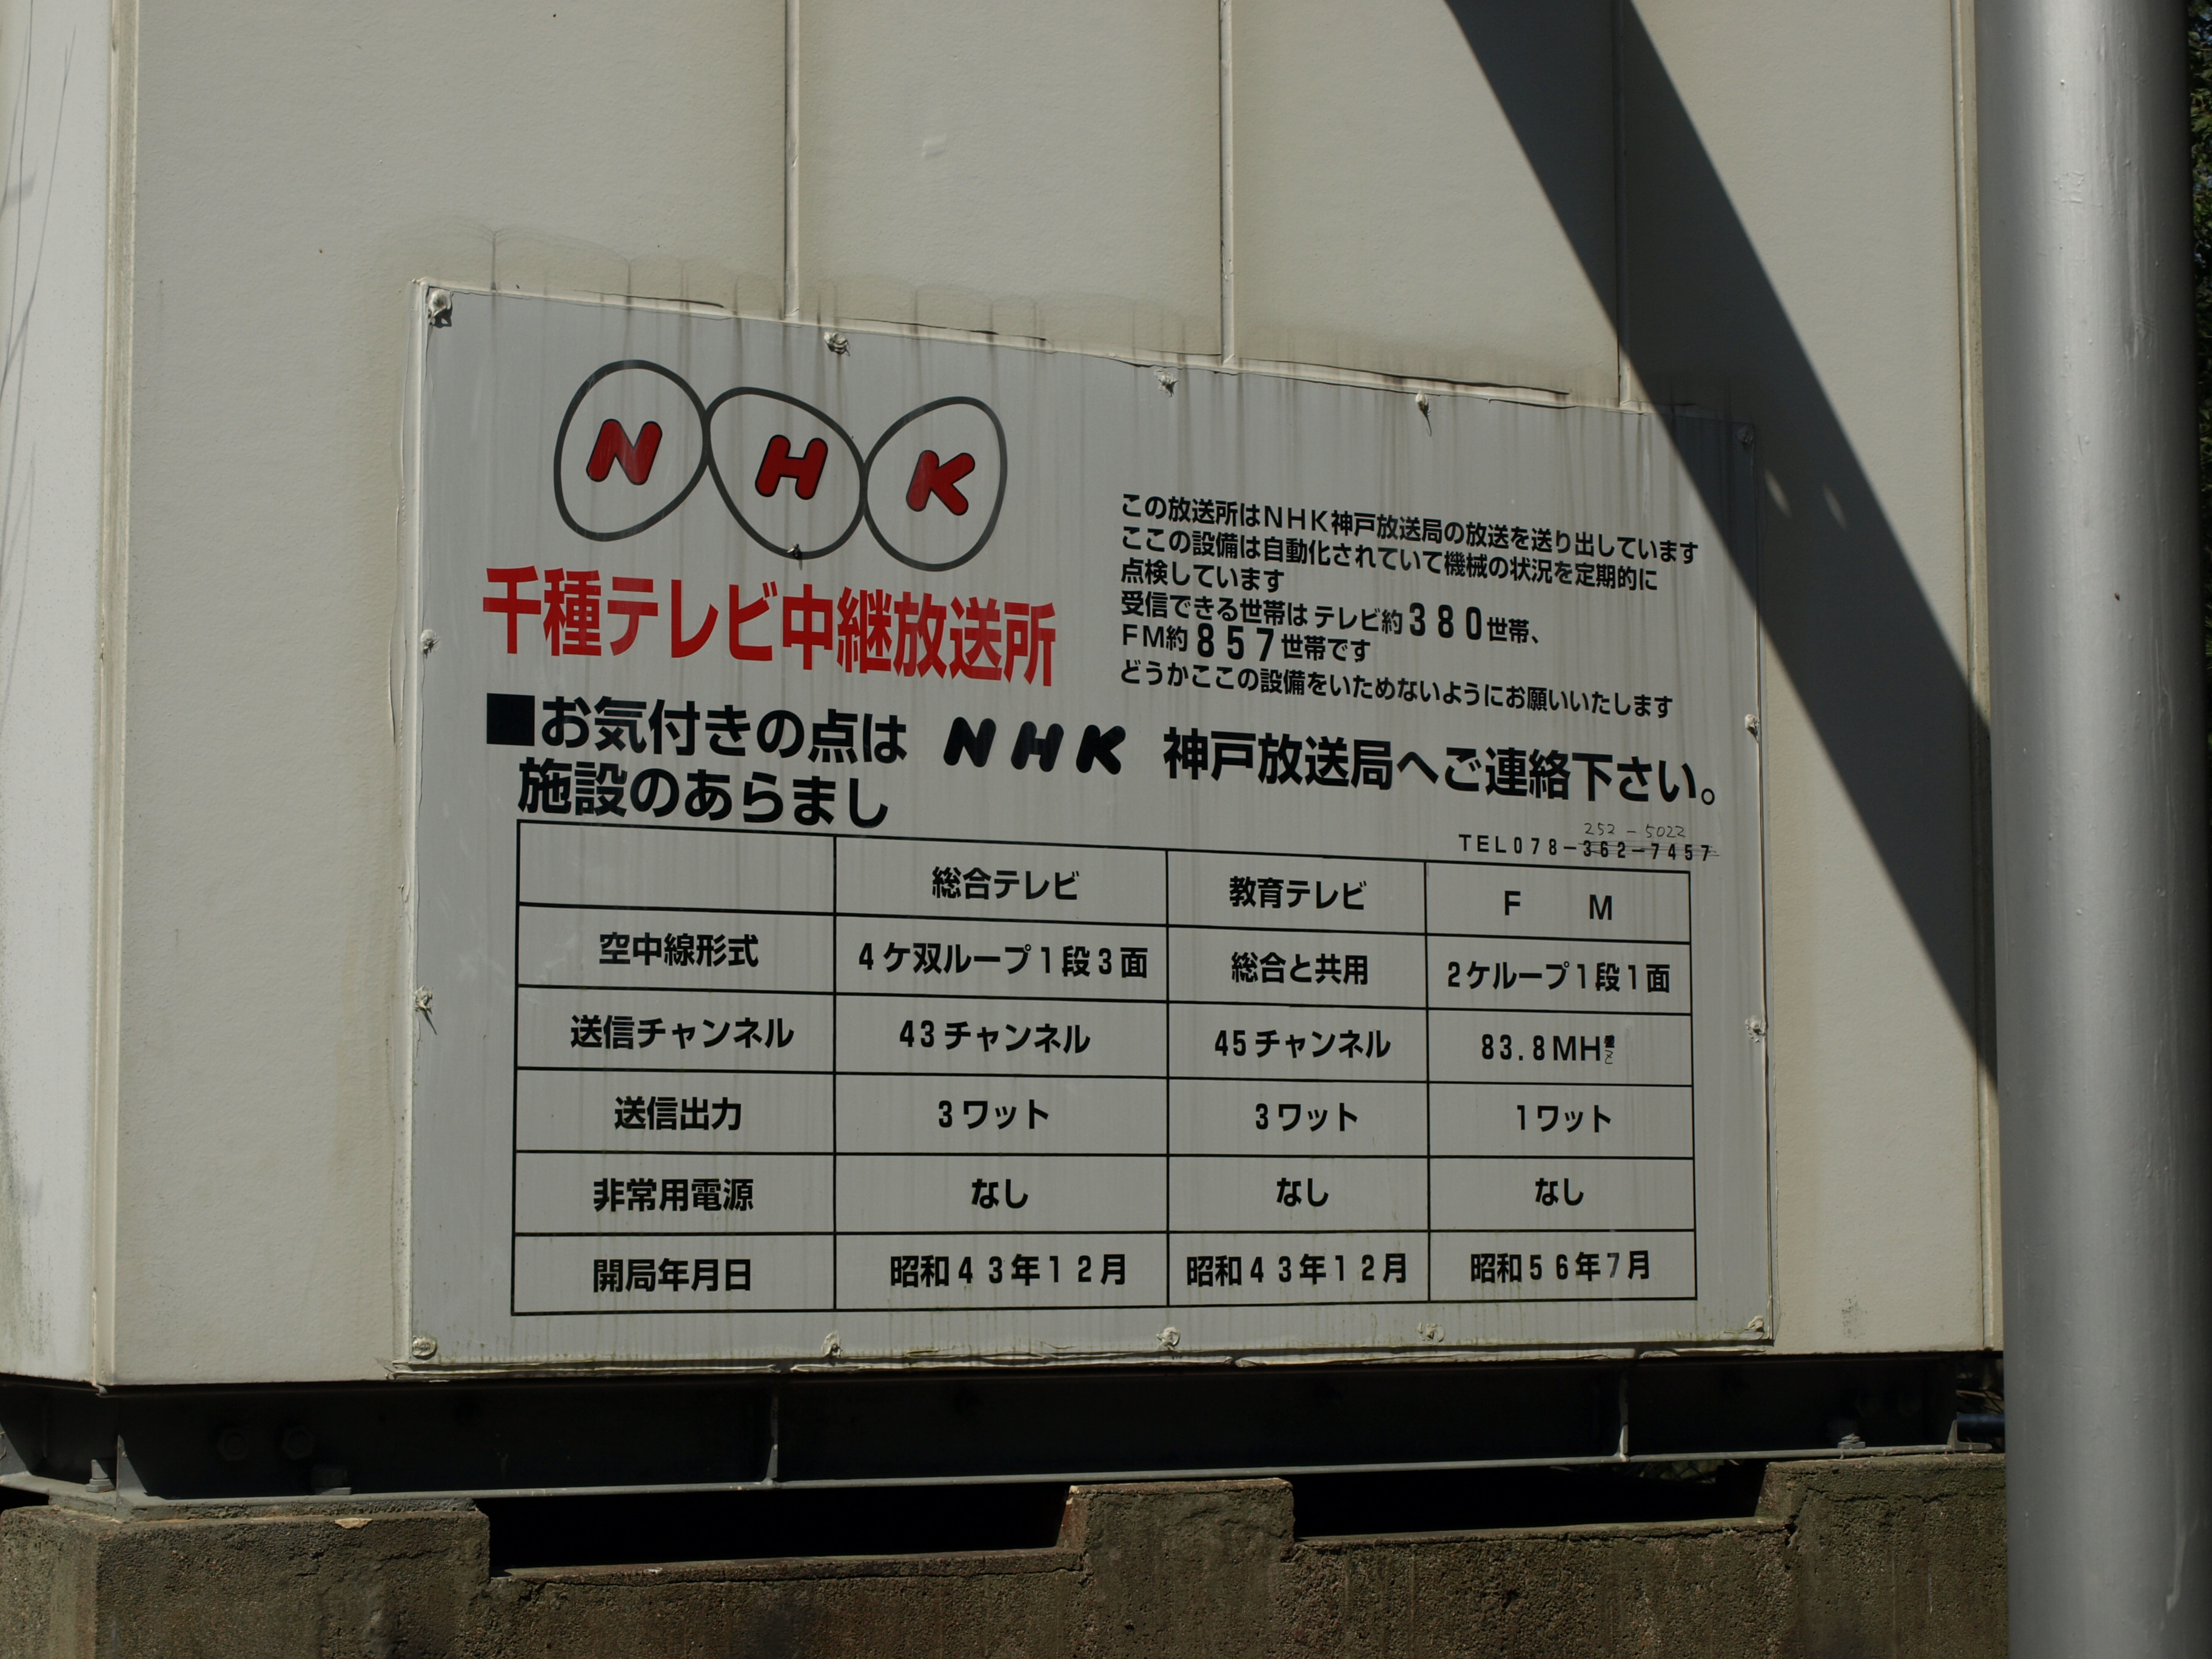 NHK
千種テレビ中継放送所
この放送所はNHK神戸放送局の放送を送り出しています
ここの設備は自動化されていて機械の状況を定期的に
点検しています
受信できる世帯は テレビ約380世帯、
FM約857世帯です
どうかここの設備をいためないようにお願いいたします
■お気付きの点は NHK 神戸放送局へご連絡下さい。
施設のあらまし
252-5022
TEL078-362-7457
総合テレビ 教育テレビ F M
空中線形式 4ケ双ループ1段3面 総合と共用 2ケループ1段1面
送信チャンネル 43チャンネル 45チャンネル 83.8MHz
送信出力 3ワット 3ワット 1ワット
非常用電源 なし なし なし
開局年月日 昭和43年12月 昭和43年12月 昭和56年7月